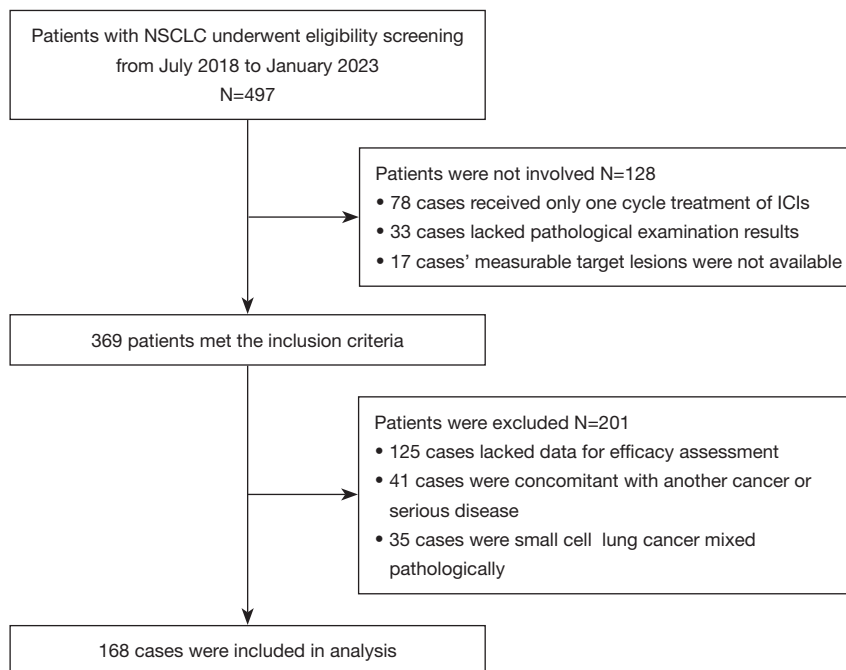 Patients with NSCLC underwent eligibility screening
from July 2018 to January 2023
N=497
Patients were not involved N=128
• 78 cases received only one cycle treatment of ICIs
• 33 cases lacked pathological examination results
• 17 cases’ measurable target lesions were not available
369 patients met the inclusion criteria
Patients were excluded N=201
• 125 cases lacked data for efficacy assessment
• 41 cases were concomitant with another cancer or
serious disease
• 35 cases were small cell  lung cancer mixed
pathologically
168 cases were included in analysis